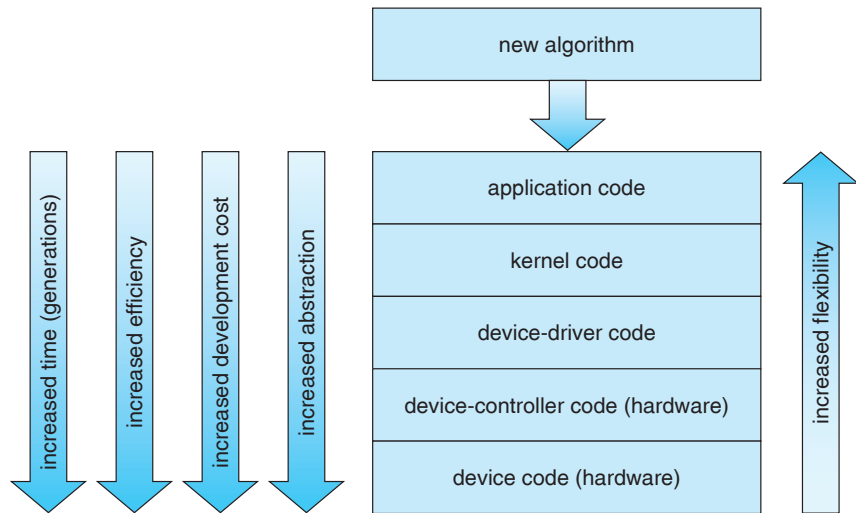 new algorithm
application code
kernel code
device-driver code
device-controller code (hardware)
device code (hardware)
increased time (generations)
increased efficiency
increased development cost
increased abstraction
increased flexibility